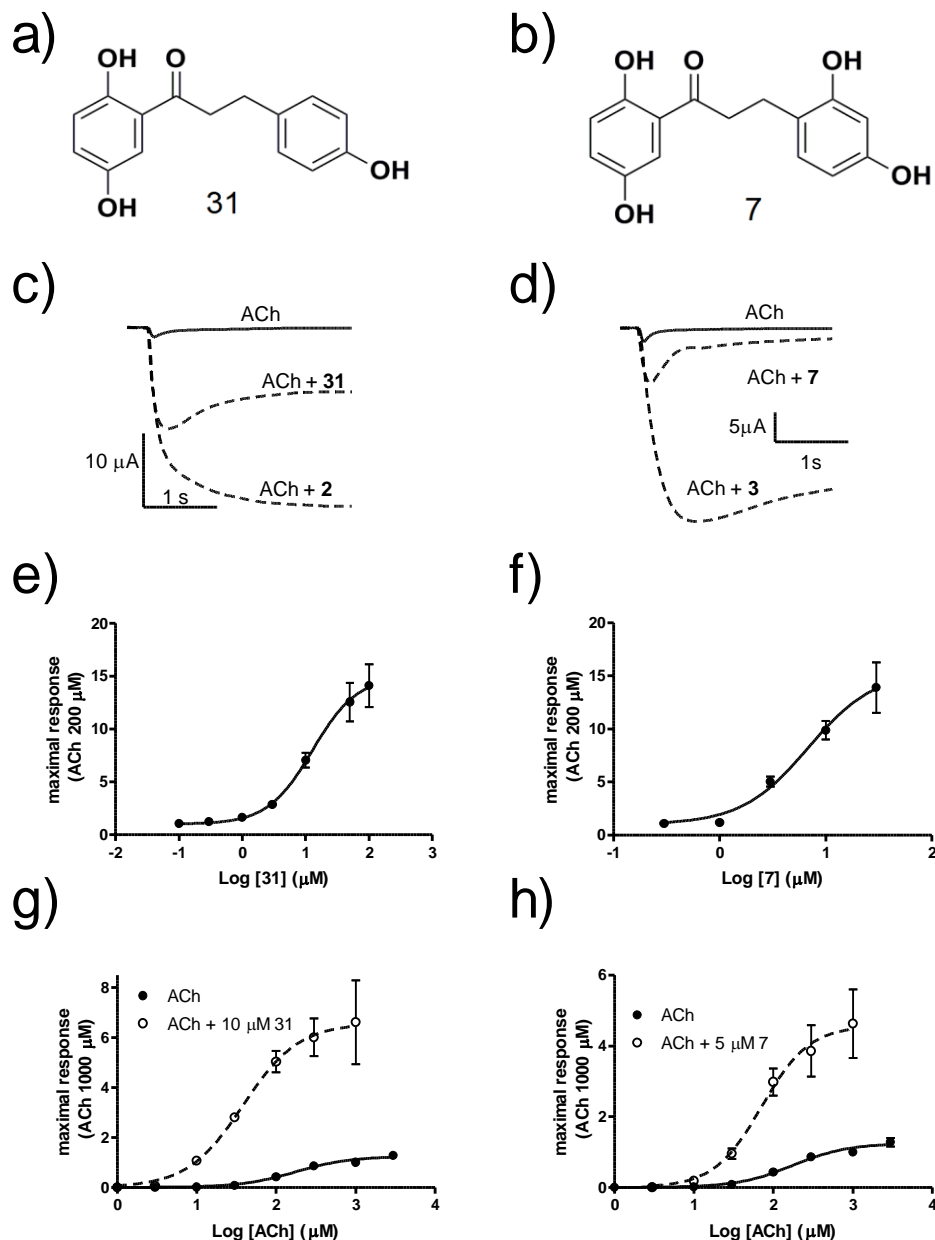 a)
b)
OH O
OH
OH
31
OH O OH
OH
OH
7
c)
d)
ACh
ACh + 31
10 µA
1 s
ACh + 2
ACh
ACh + 7
5µA
1s
ACh + 3
e)
f)
maximal response
(ACh 200 µM)
20
15
10
5
0
-2 -1 0 1 2 3
Log [31] (µM)
maximal response
(ACh 200 µM)
20
15
10
5
0
-1 0 1 2
Log [7] (µM)
g)
h)
maximal response
(ACh 1000 µM)
8
6
4
2
0
ACh
ACh + 10 µM 31
0 1 2 3 4
Log [ACh] (µM)
maximal response
(ACh 1000 µM)
6
4
2
0
ACh
ACh + 5 µM 7
0 1 2 3 4
Log [ACh] (µM)